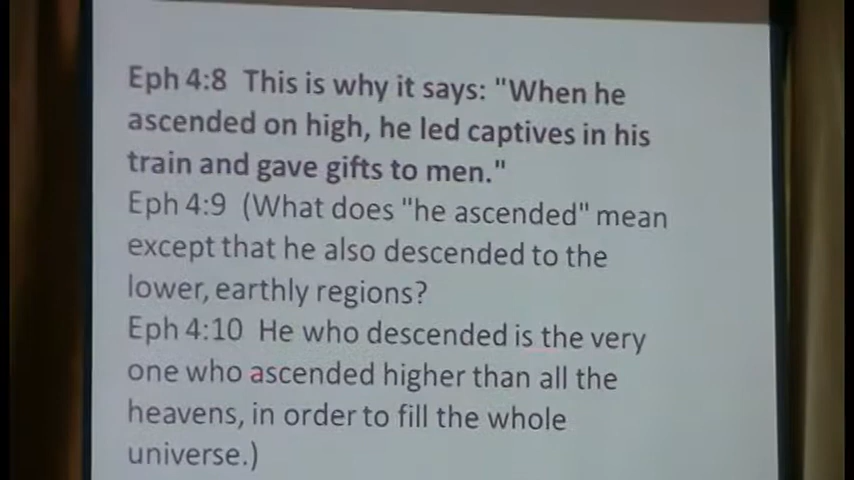 Eph 4:8  This is why it says: "When he
ascended on high, he led captives in his
train and gave gifts to men."
Eph 4:9  (What does "he ascended" mean
except that he also descended to the
lower, earthly regions?
Eph 4:10  He who descended is the very
one who ascended higher than all the
heavens, in order to fill the whole
universe.)